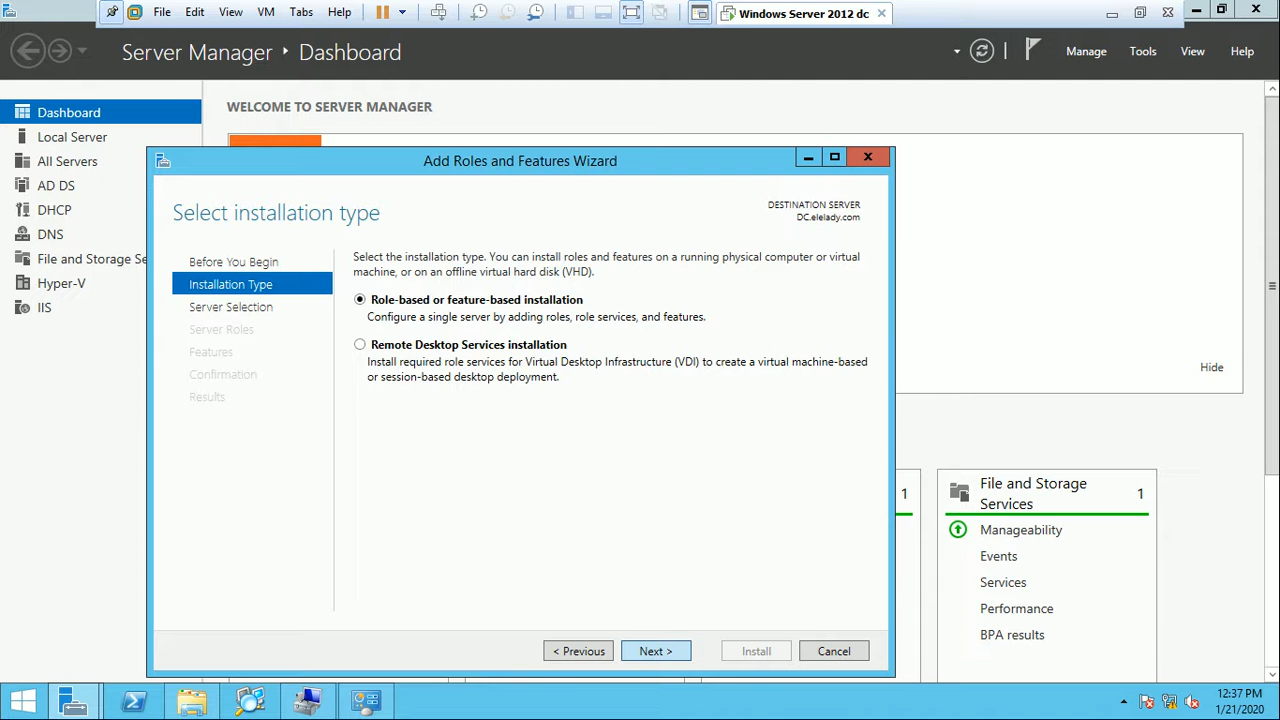 File Edit View VM Tabs Help
Windows Server 2012 dc
Server Manager ‣ Dashboard
Manage Tools View Help
Dashboard
Local Server
All Servers
AD DS
DHCP
DNS
File and Storage Se
Hyper-V
IIS
WELCOME TO SERVER MANAGER
Add Roles and Features Wizard
Select installation type
DESTINATION SERVER
DC.elelady.com
Before You Begin
Installation Type
Server Selection
Server Roles
Features
Confirmation
Results
Select the installation type. You can install roles and features on a running physical computer or virtual
machine, or on an offline virtual hard disk (VHD).
Role-based or feature-based installation
Configure a single server by adding roles, role services, and features.
Remote Desktop Services installation
Install required role services for Virtual Desktop Infrastructure (VDI) to create a virtual machine-based
or session-based desktop deployment.
< Previous Next > Install Cancel
Hide
1
File and Storage
Services 1
Manageability
Events
Services
Performance
BPA results
12:37 PM
1/21/2020